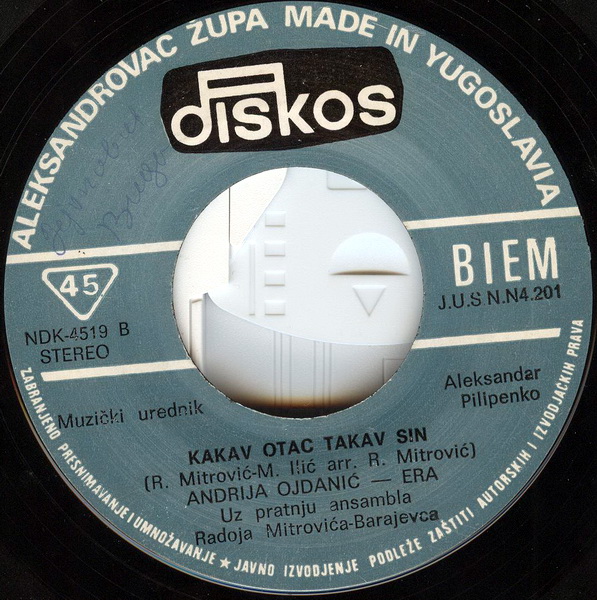 ALEKSANDROVAC ŽUPA MADE IN YUGOSLAVIA
diskos
45
BIEM
J.U.S N.N4.201
NDK-4519 B
STEREO
Muzički urednik
Aleksandar
Pilipenko
KAKAV OTAC TAKAV SIN
(R. Mitrović-M. Ilić arr. R. Mitrović)
ANDRIJA OJDANIĆ — ERA
Uz pratnju ansambla
Radoja Mitrovića-Barajevca
ZABRANJENO PRESNIMAVANJE I UMNOŽAVANJE ★ JAVNO IZVODJENJE PODLEŽE ZAŠTITI AUTORSKIH I IZVODJAČKIH PRAVA